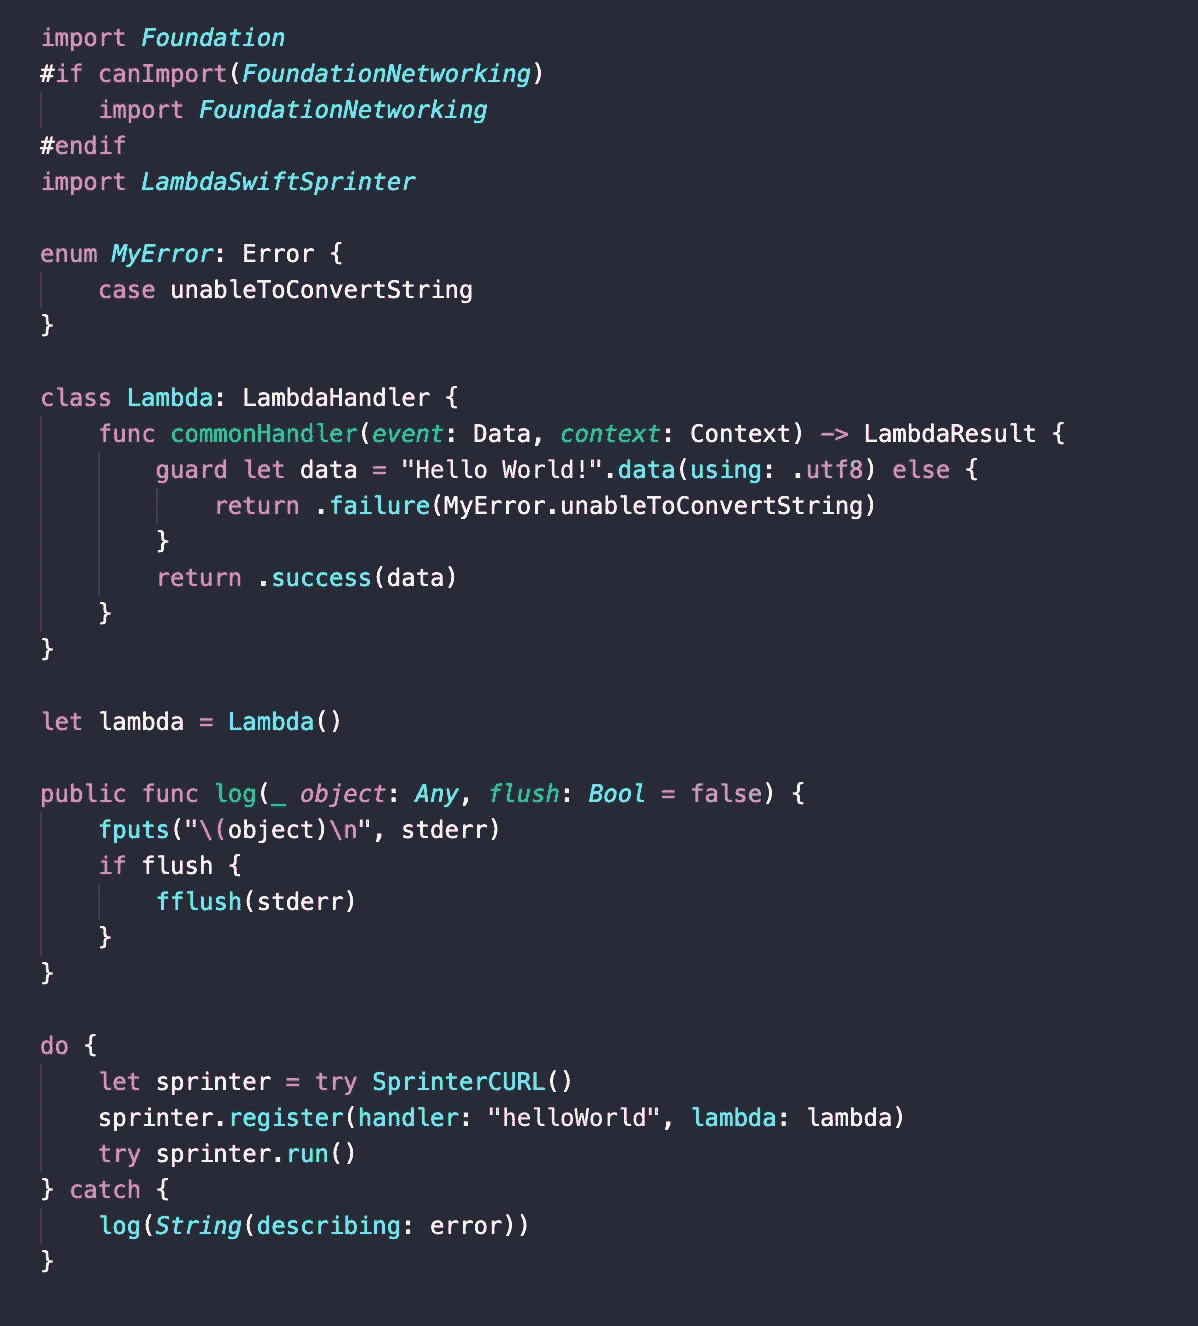 import Foundation
#if canImport(FoundationNetworking)
    import FoundationNetworking
#endif
import LambdaSwiftSprinter

enum MyError: Error {
    case unableToConvertString
}

class Lambda: LambdaHandler {
    func commonHandler(event: Data, context: Context) -> LambdaResult {
        guard let data = "Hello World!".data(using: .utf8) else {
            return .failure(MyError.unableToConvertString)
        }
        return .success(data)
    }
}

let lambda = Lambda()

public func log(_ object: Any, flush: Bool = false) {
    fputs("\(object)\n", stderr)
    if flush {
        fflush(stderr)
    }
}

do {
    let sprinter = try SprinterCURL()
    sprinter.register(handler: "helloWorld", lambda: lambda)
    try sprinter.run()
} catch {
    log(String(describing: error))
}